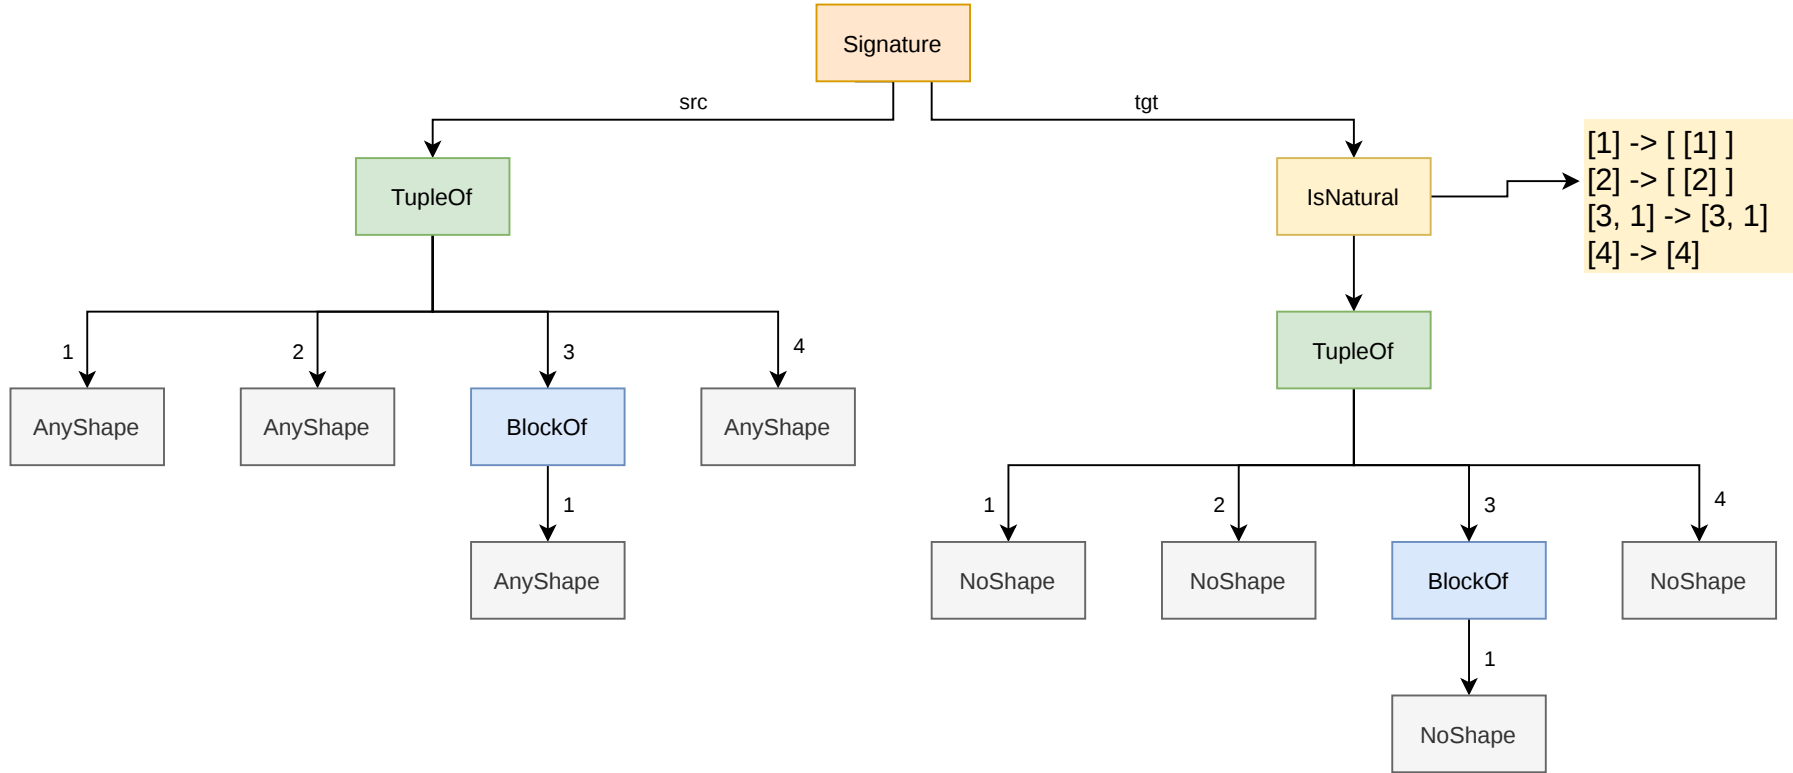 Signature
src
tgt
TupleOf
IsNatural
[1] -> [ [1] ]
[2] -> [ [2] ]
[3, 1] -> [3, 1]
[4] -> [4]
1
2
3
4
TupleOf
AnyShape
AnyShape
BlockOf
AnyShape
1
1
2
3
4
AnyShape
NoShape
NoShape
BlockOf
NoShape
1
NoShape